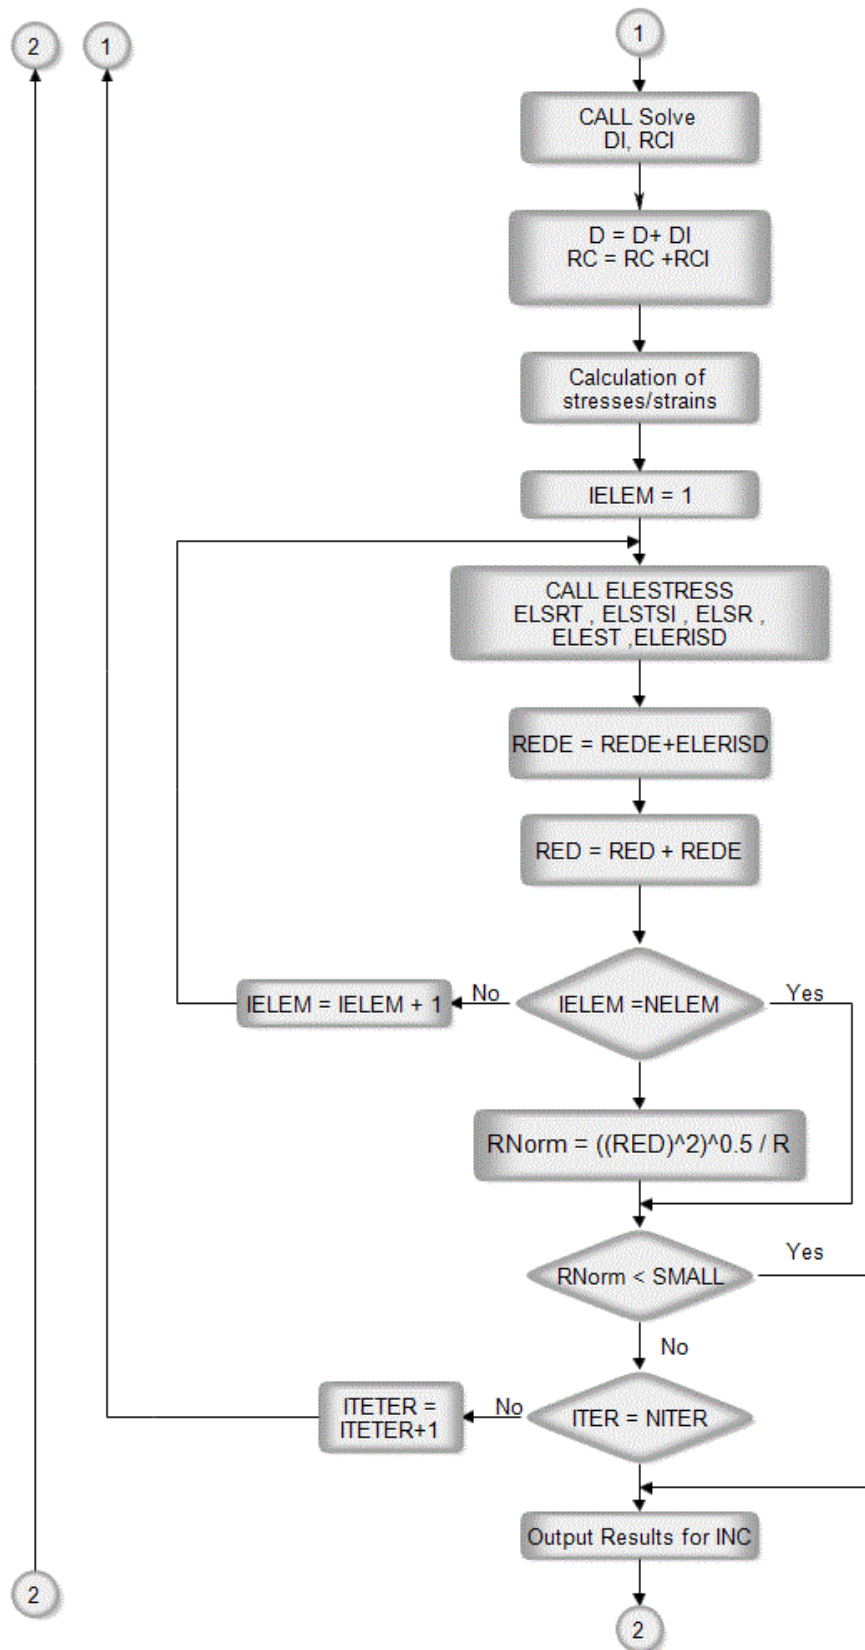 2
1
1
CALL Solve
DI, RCI
D = D+ DI
RC = RC +RCI
Calculation of
stresses/strains
IELEM = 1
CALL ELESTRESS
ELSRT , ELSTSI , ELSR ,
ELEST ,ELERISD
REDE = REDE+ELERISD
RED = RED + REDE
IELEM = IELEM + 1
No
IELEM =NELEM
Yes
RNorm = ((RED)^2)^0.5 / R
RNorm < SMALL
Yes
No
ITETER =
ITETER+1
No
ITER = NITER
Output Results for INC
2
2